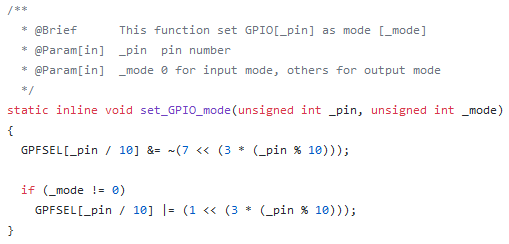 /**
  * @Brief      This function set GPIO[_pin] as mode [_mode]
  * @Param[in]  _pin  pin number
  * @Param[in]  _mode 0 for input mode, others for output mode
  */
static inline void set_GPIO_mode(unsigned int _pin, unsigned int _mode)
{
  GPFSEL[_pin / 10] &= ~(7 << (3 * (_pin % 10)));

  if (_mode != 0)
    GPFSEL[_pin / 10] |= (1 << (3 * (_pin % 10)));
}